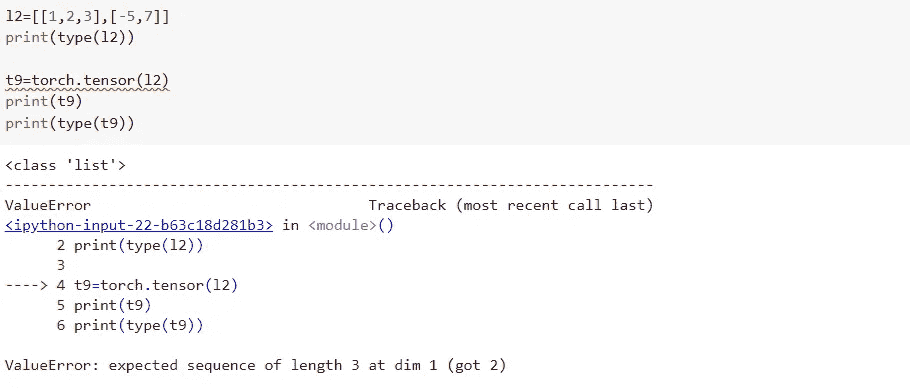 l2=[[1,2,3],[-5,7]]
print(type(l2))

t9=torch.tensor(l2)
print(t9)
print(type(t9))

<class 'list'>
---------------------------------------------------------------------------
ValueError                                Traceback (most recent call last)
<ipython-input-22-b63c18d281b3> in <module>()
      2 print(type(l2))
      3 
----> 4 t9=torch.tensor(l2)
      5 print(t9)
      6 print(type(t9))

ValueError: expected sequence of length 3 at dim 1 (got 2)